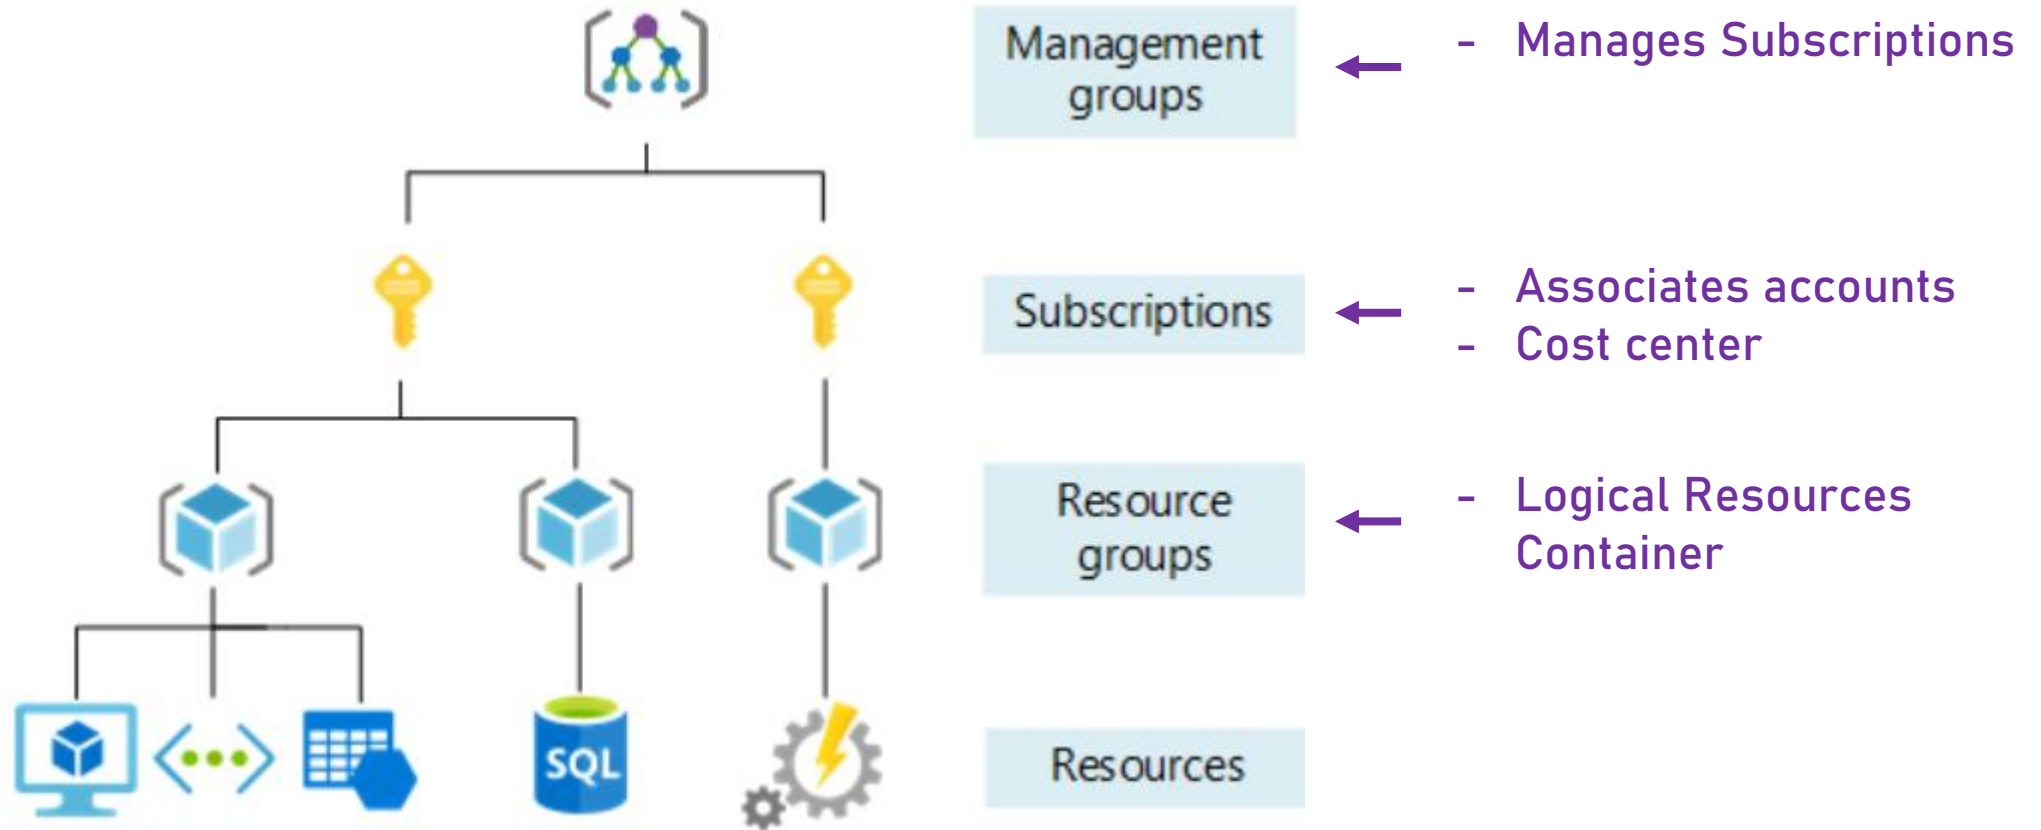 Management
groups
- Manages Subscriptions
Subscriptions
- Associates accounts
- Cost center
Resource
groups
- Logical Resources
Container
SQL
Resources